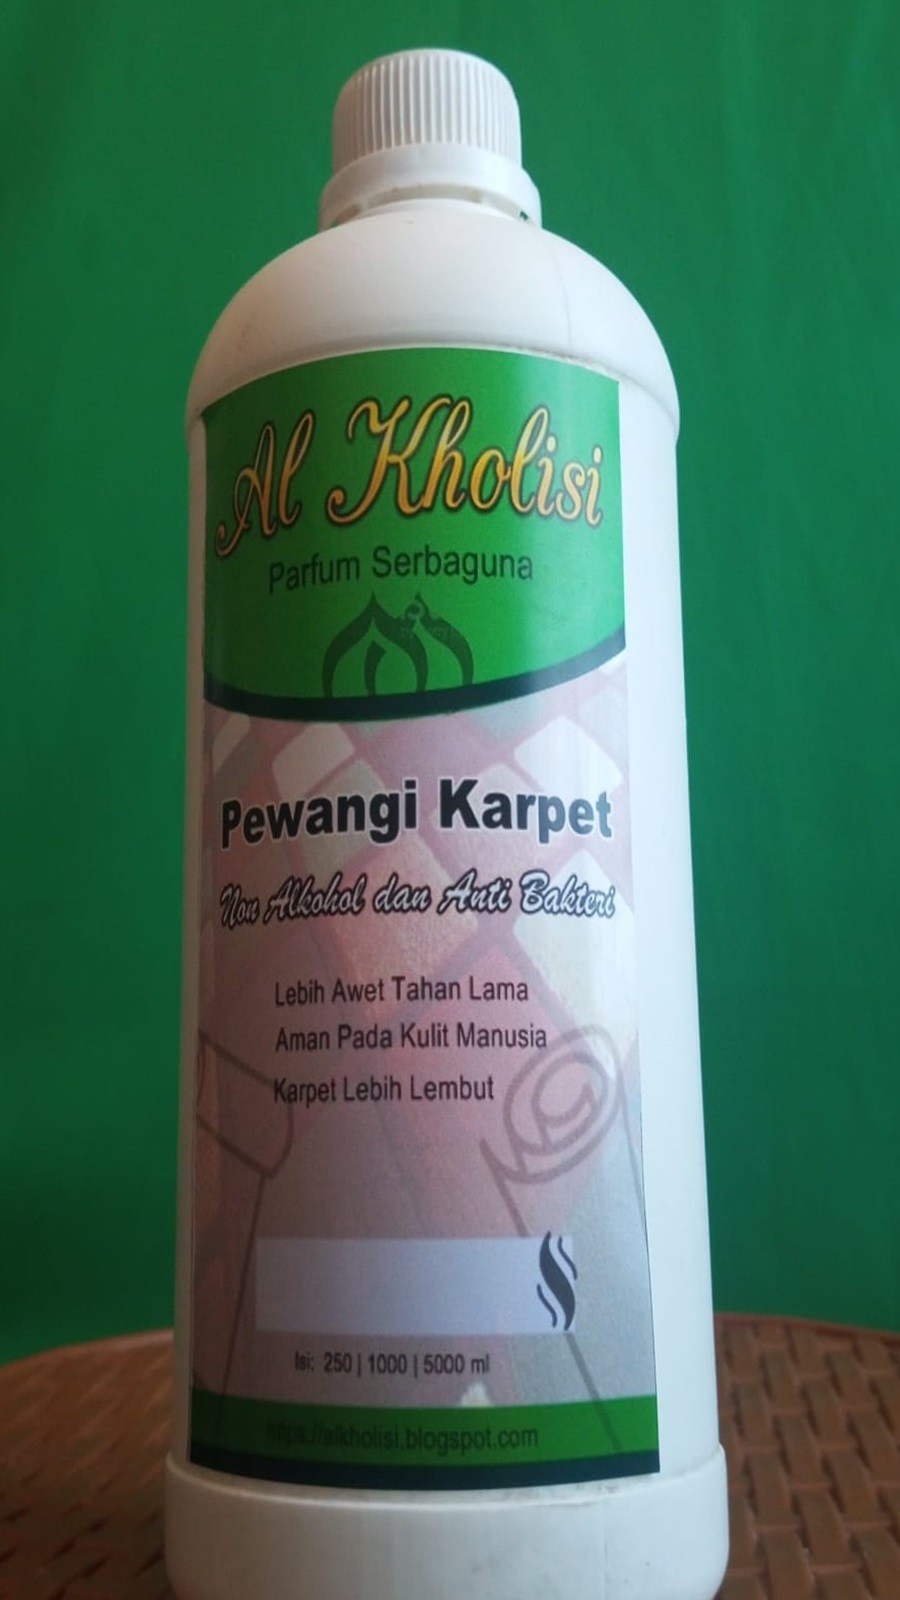 Al Kholisi
Parfum Serbaguna
Pewangi Karpet
Non Alkohol dan Anti Bakteri
Lebih Awet Tahan Lama
Aman Pada Kulit Manusia
Karpet Lebih Lembut
Isi: 250 | 1000 | 5000 ml
https://alkholisi.blogspot.com